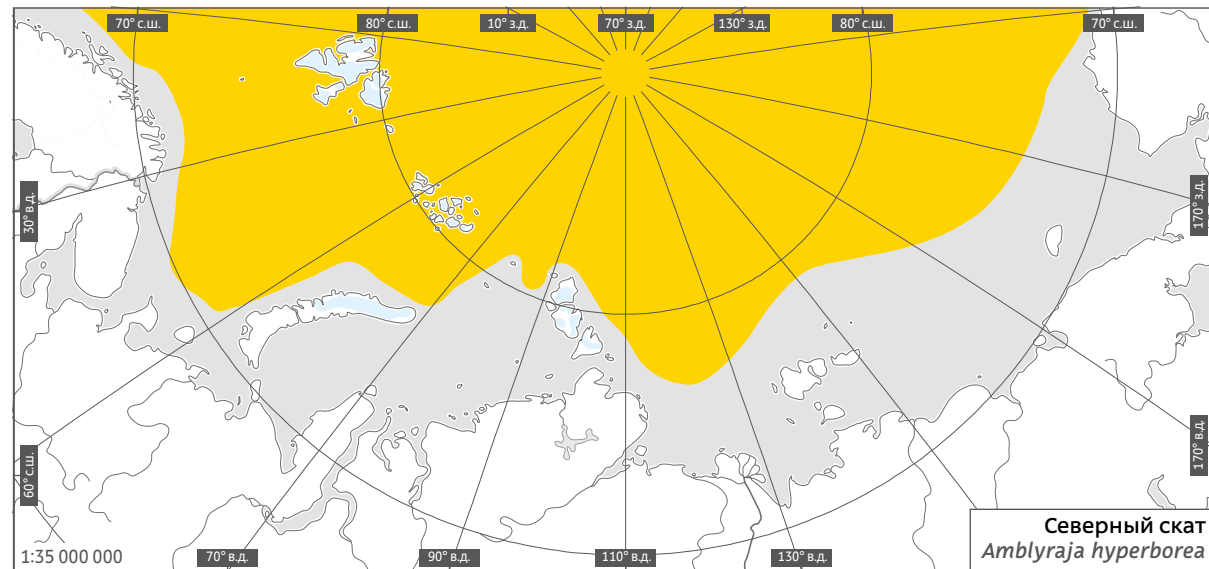 70° с.ш.
80° с.ш.
10° з.д.
70° з.д.
130° з.д.
80° с.ш.
70° с.ш.
30° в.д.
170° з.д.
60° с.ш.
170° в.д.
Северный скат
Amblyraja hyperborea
1:35 000 000
70° в.д.
90° в.д.
110° в.д.
130° в.д.